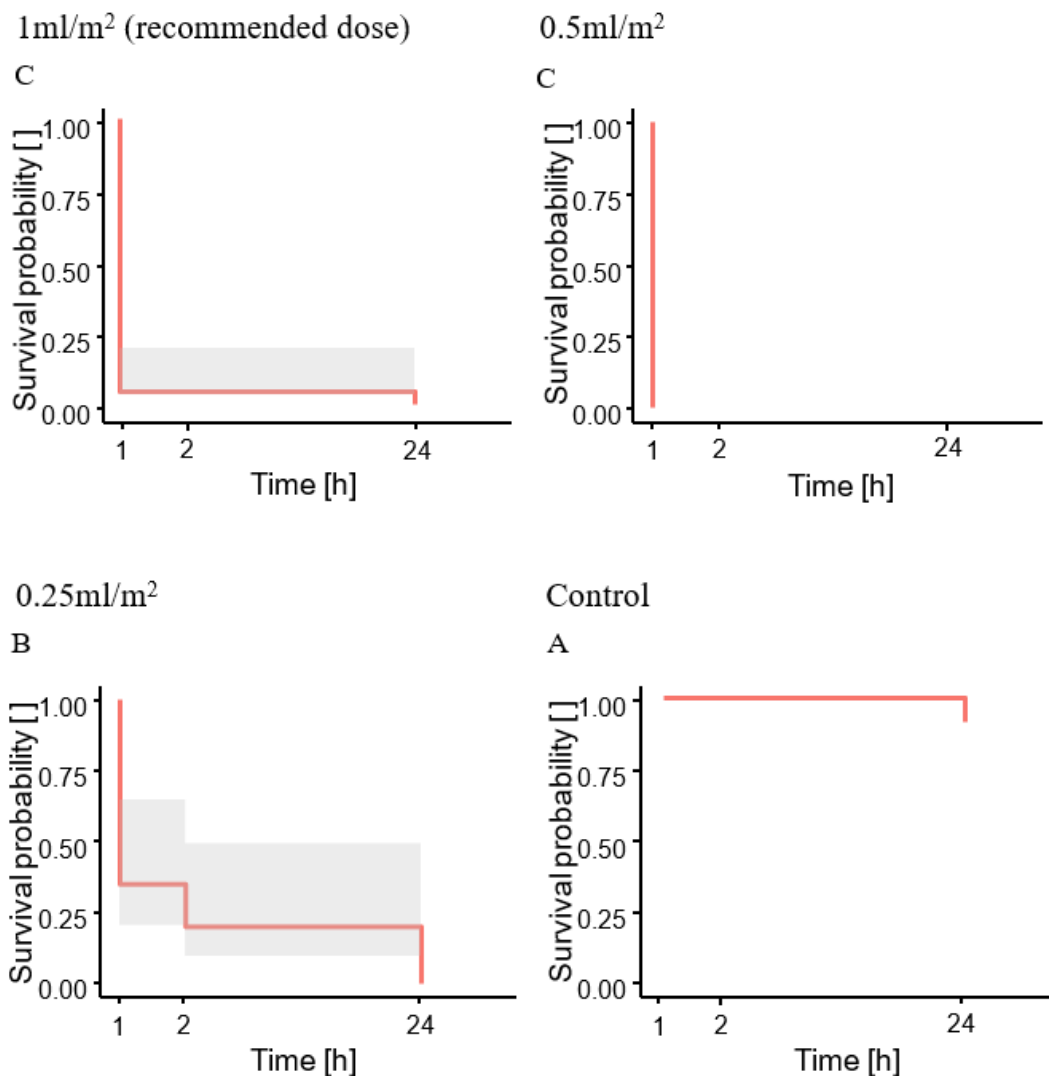 1ml/m² (recommended dose)
C
Survival probability [ ]
1.00
0.75
0.50
0.25
0.00
1 2 24
Time [h]
0.5ml/m²
C
Survival probability [ ]
1.00
0.75
0.50
0.25
0.00
1 2 24
Time [h]
0.25ml/m²
B
Survival probability [ ]
1.00
0.75
0.50
0.25
0.00
1 2 24
Time [h]
Control
A
Survival probability [ ]
1.00
0.75
0.50
0.25
0.00
1 2 24
Time [h]